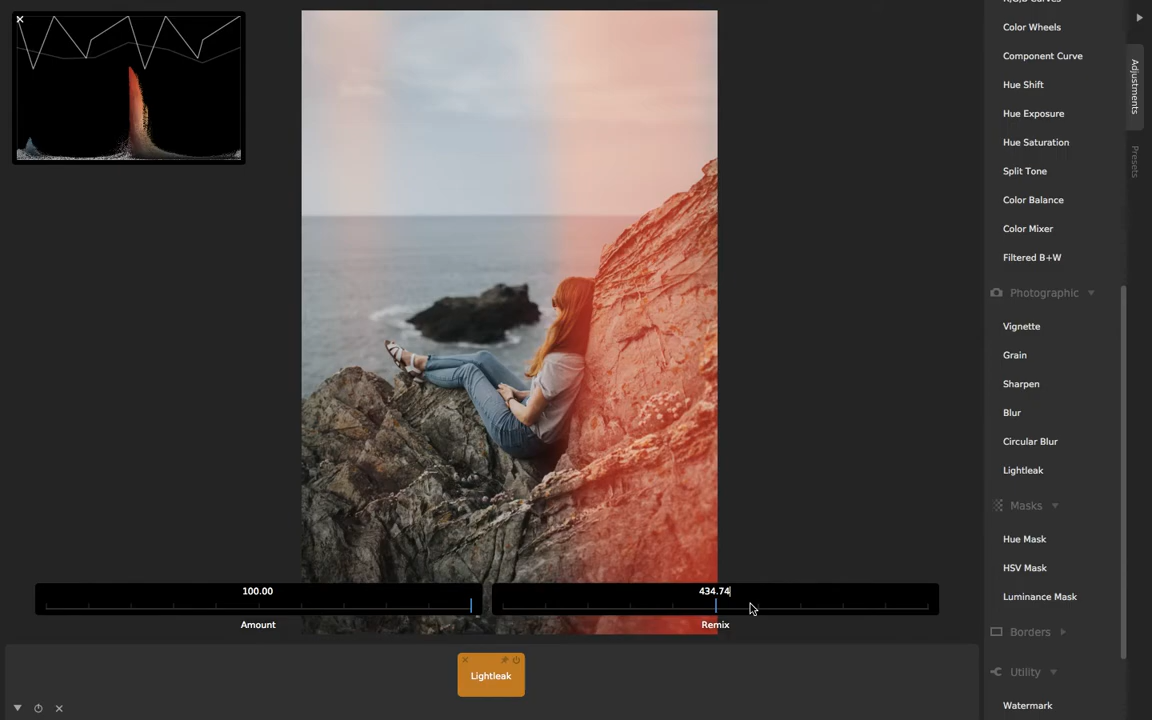 R/G/B Curves
Color Wheels
Component Curve
Hue Shift
Hue Exposure
Hue Saturation
Split Tone
Color Balance
Color Mixer
Filtered B+W
Photographic
Vignette
Grain
Sharpen
Blur
Circular Blur
Lightleak
Masks
Hue Mask
HSV Mask
Luminance Mask
Borders
Utility
Watermark
Adjustments
Presets
100.00
Amount
434.74
Remix
Lightleak